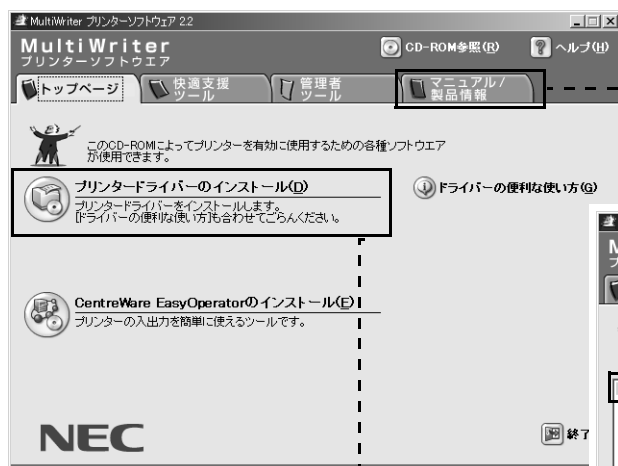 MultiWriter プリンターソフトウエア 2.2
MultiWriter
プリンターソフトウエア
CD-ROM参照(R)
ヘルプ(H)
トップページ
快適支援
ツール
管理者
ツール
マニュアル/
製品情報
このCD-ROMによってプリンターを有効に使用するための各種ソフトウエア
が使用できます。
プリンタードライバーのインストール(D)
プリンタードライバーをインストールします。
[ドライバーの便利な使い方]も合わせてごらんください。
ドライバーの便利な使い方(G)
CentreWare EasyOperatorのインストール(E)
プリンターの入出力を簡単に使えるツールです。
NEC
終了